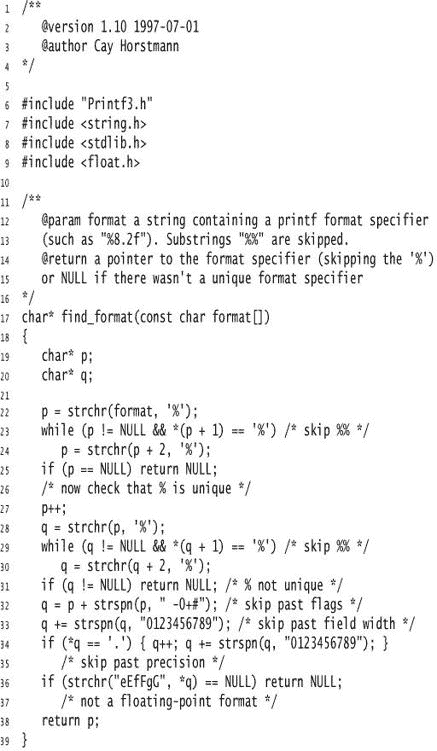 1 /**
2    @version 1.10 1997-07-01
3    @author Cay Horstmann
4 */
5
6 #include "Printf3.h"
7 #include <string.h>
8 #include <stdlib.h>
9 #include <float.h>
10
11 /**
12    @param format a string containing a printf format specifier
13    (such as "%8.2f"). Substrings "%%" are skipped.
14    @return a pointer to the format specifier (skipping the '%')
15    or NULL if there wasn't a unique format specifier
16 */
17 char* find_format(const char format[])
18 {
19    char* p;
20    char* q;
21
22    p = strchr(format, '%');
23    while (p != NULL && *(p + 1) == '%') /* skip %% */
24       p = strchr(p + 2, '%');
25    if (p == NULL) return NULL;
26    /* now check that % is unique */
27    p++;
28    q = strchr(p, '%');
29    while (q != NULL && *(q + 1) == '%') /* skip %% */
30       q = strchr(q + 2, '%');
31    if (q != NULL) return NULL; /* % not unique */
32    q = p + strspn(p, " -0+#"); /* skip past flags */
33    q += strspn(q, "0123456789"); /* skip past field width */
34    if (*q == '.') { q++; q += strspn(q, "0123456789"); }
35       /* skip past precision */
36    if (strchr("eEfFgG", *q) == NULL) return NULL;
37       /* not a floating-point format */
38    return p;
39 }